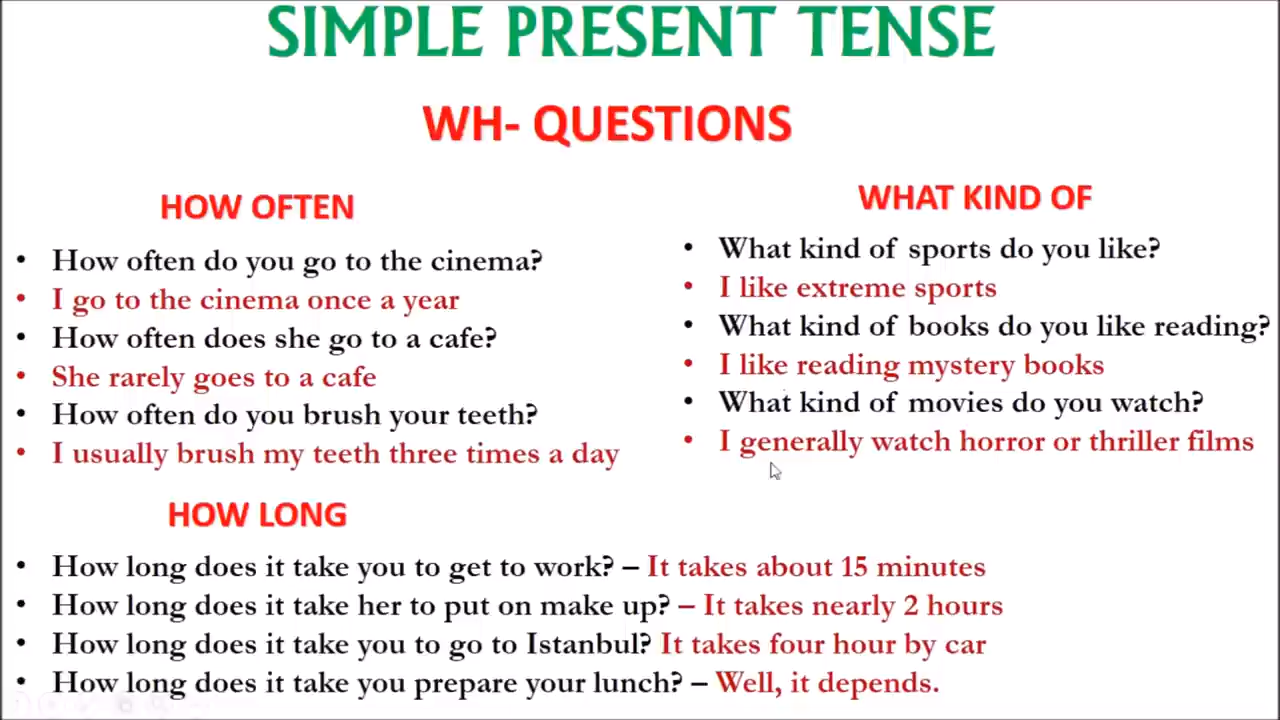 SIMPLE PRESENT TENSE
WH- QUESTIONS
HOW OFTEN
• How often do you go to the cinema?
• I go to the cinema once a year
• How often does she go to a cafe?
• She rarely goes to a cafe
• How often do you brush your teeth?
• I usually brush my teeth three times a day
WHAT KIND OF
• What kind of sports do you like?
• I like extreme sports
• What kind of books do you like reading?
• I like reading mystery books
• What kind of movies do you watch?
• I generally watch horror or thriller films
HOW LONG
• How long does it take you to get to work? – It takes about 15 minutes
• How long does it take her to put on make up? – It takes nearly 2 hours
• How long does it take you to go to Istanbul? It takes four hour by car
• How long does it take you prepare your lunch? – Well, it depends.